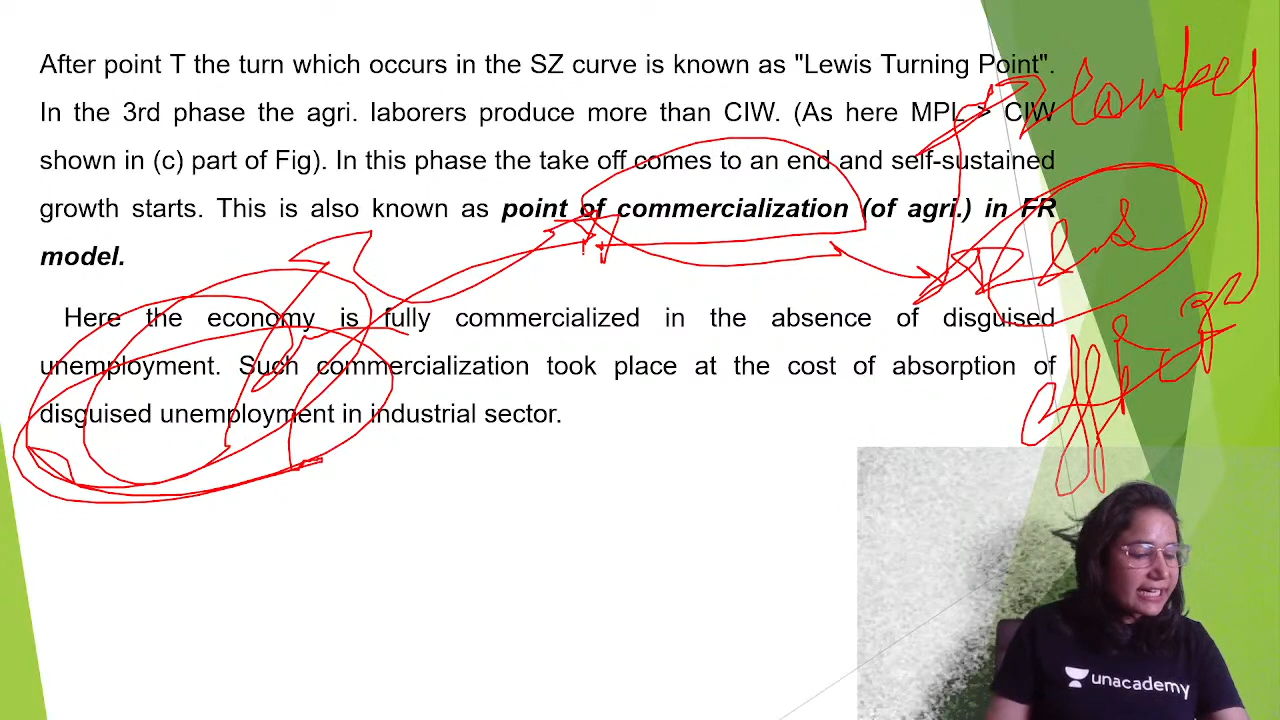 After point T the turn which occurs in the SZ curve is known as "Lewis Turning Point".
In the 3rd phase the agri. laborers produce more than CIW. (As here MPL > CIW
shown in (c) part of Fig). In this phase the take off comes to an end and self-sustained
growth starts. This is also known as point of commercialization (of agri.) in FR
model.
Here the economy is fully commercialized in the absence of disguised
unemployment. Such commercialization took place at the cost of absorption of
disguised unemployment in industrial sector.
unacademy